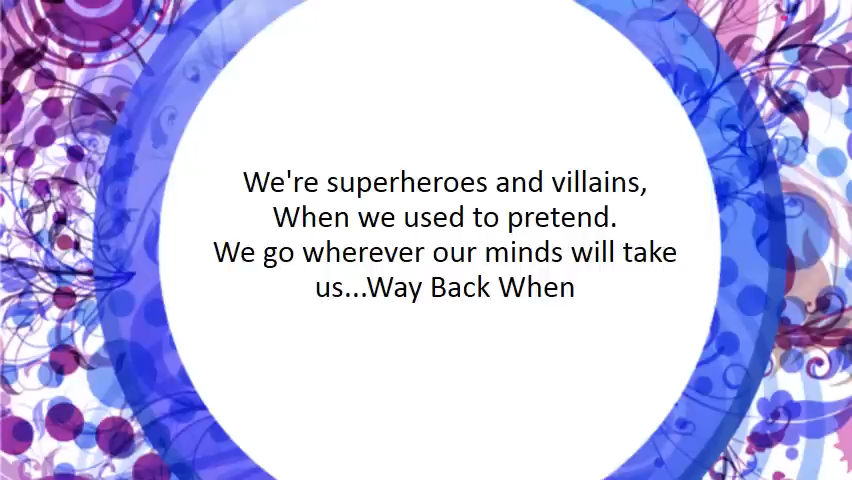 We're superheroes and villains,
When we used to pretend.
We go wherever our minds will take
us...Way Back When